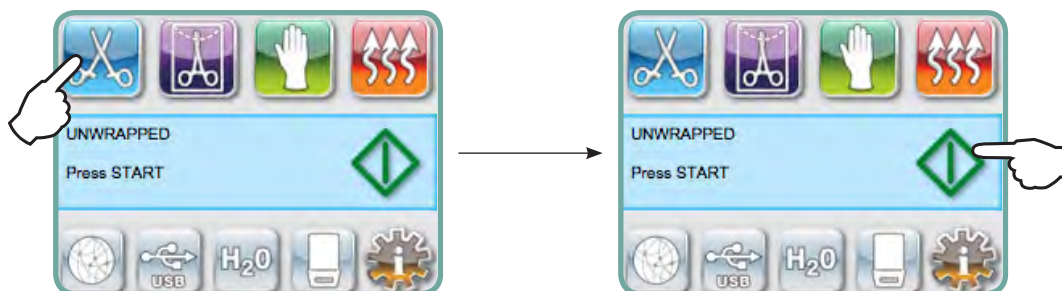 UNWRAPPED
Press START
USB
H2O
i
UNWRAPPED
Press START
USB
H2O
i